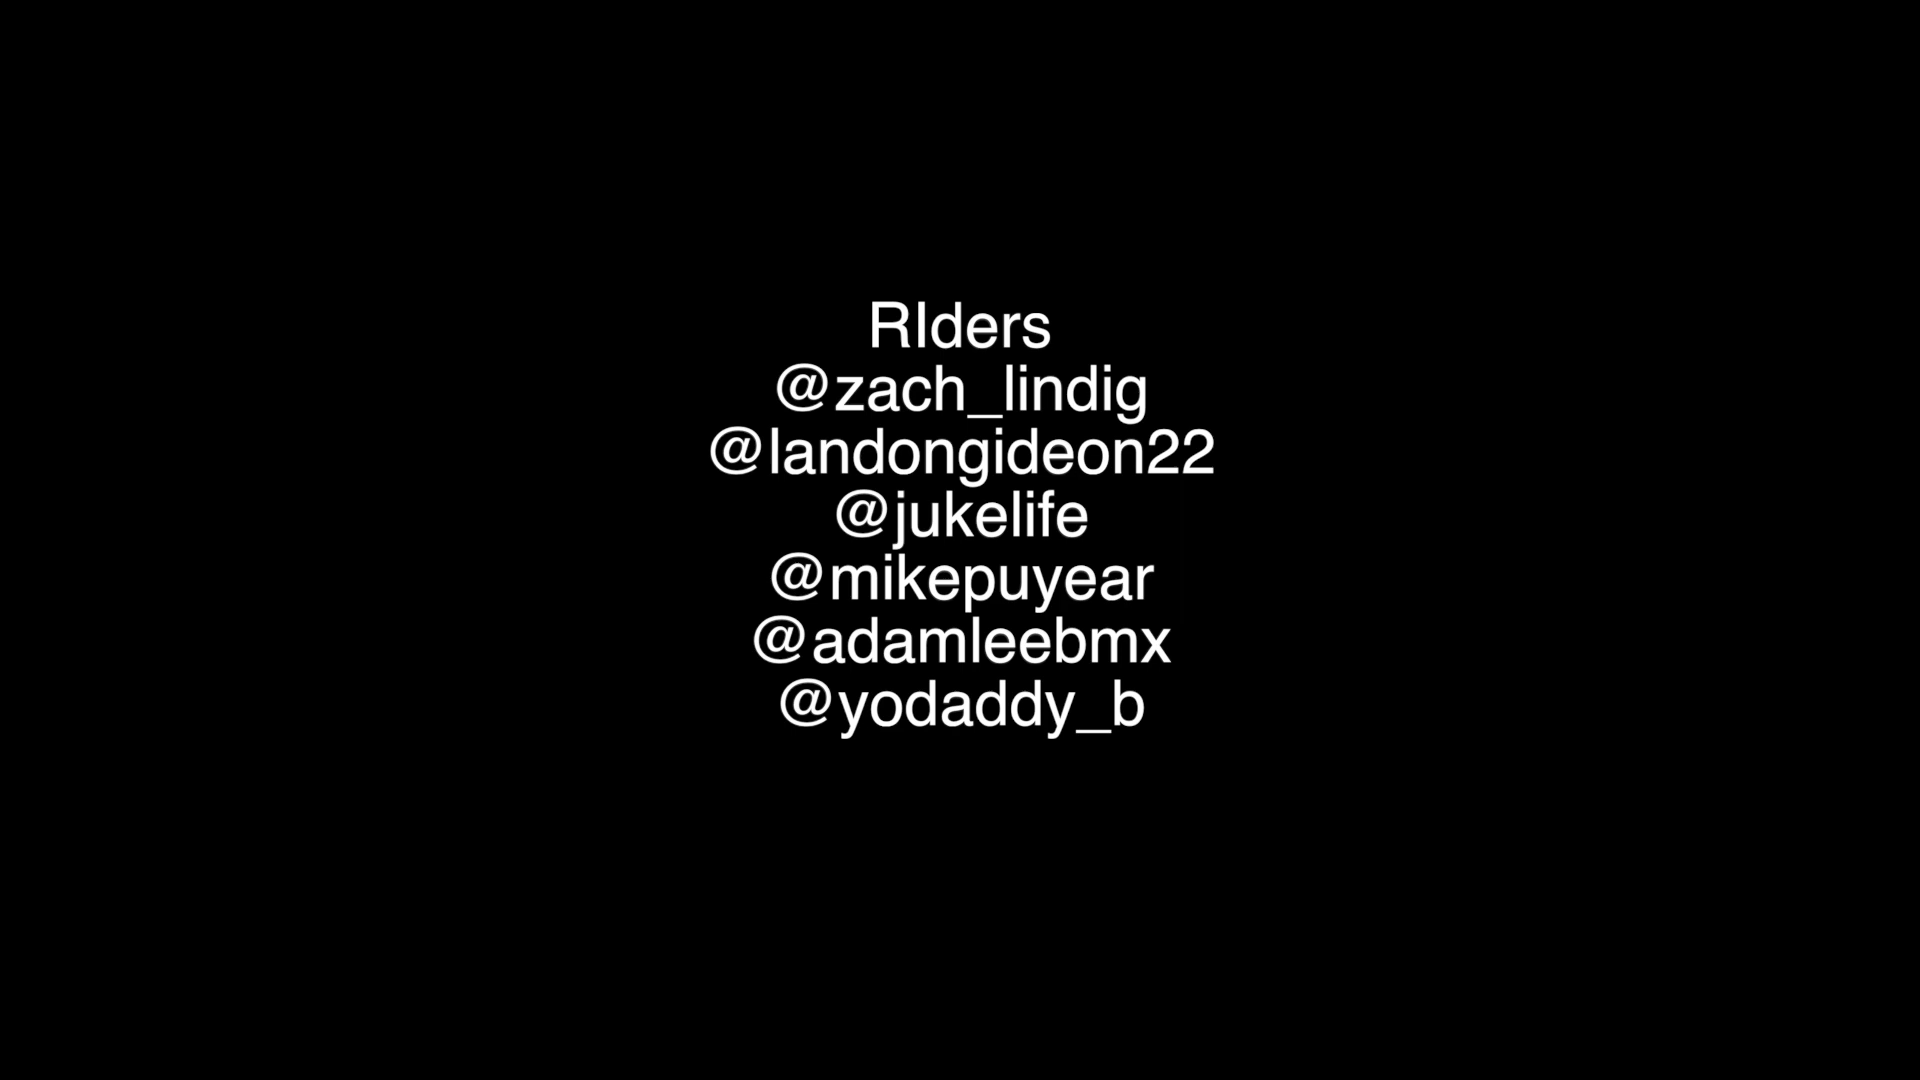 RIders
@zach_lindig
@landongideon22
@jukelife
@mikepuyear
@adamleebmx
@yodaddy_b